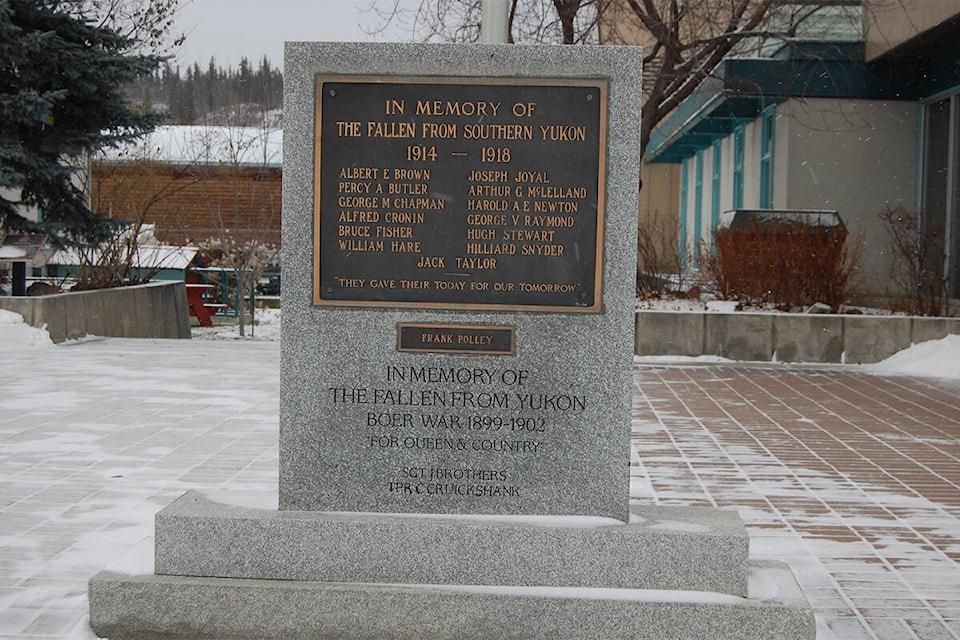 IN MEMORY OF
THE FALLEN FROM SOUTHERN YUKON
1914 — 1918
ALBERT E BROWN
PERCY A BUTLER
GEORGE M CHAPMAN
ALFRED CRONIN
BRUCE FISHER
WILLIAM HARE
JOSEPH JOYAL
ARTHUR G McLELLAND
HAROLD A E NEWTON
GEORGE V RAYMOND
HUGH STEWART
HILLIARD SNYDER
JACK TAYLOR
"THEY GAVE THEIR TODAY FOR OUR TOMORROW"
FRANK POLLEY
IN MEMORY OF
THE FALLEN FROM YUKON
BOER WAR 1899-1902
"FOR QUEEN & COUNTRY"
SGT I BROTHERS
TPR C CRUICKSHANK